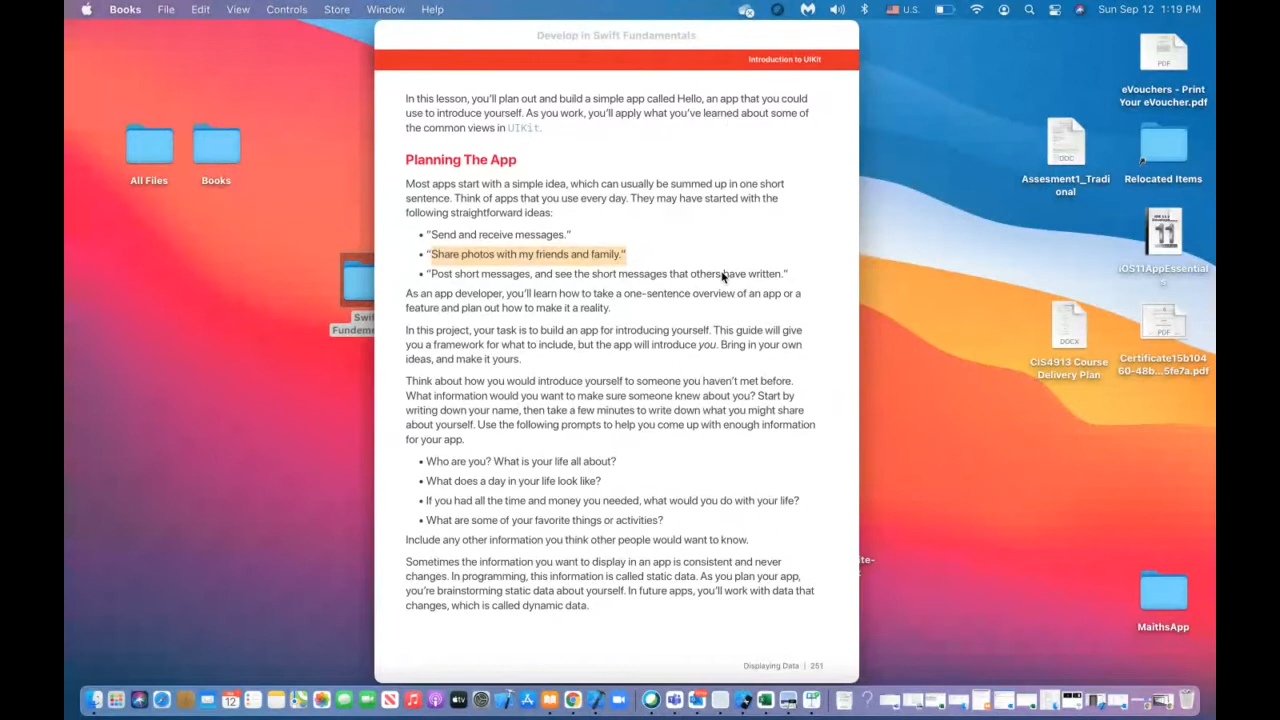 Books File Edit View Controls Store Window Help
U.S. Sun Sep 12 1:19 PM
Develop in Swift Fundamentals
Introduction to UIKit
In this lesson, you'll plan out and build a simple app called Hello, an app that you could
use to introduce yourself. As you work, you'll apply what you've learned about some of
the common views in UIKit.
Planning The App
Most apps start with a simple idea, which can usually be summed up in one short
sentence. Think of apps that you use every day. They may have started with the
following straightforward ideas:
• "Send and receive messages."
• "Share photos with my friends and family."
• "Post short messages, and see the short messages that others have written."
As an app developer, you'll learn how to take a one-sentence overview of an app or a
feature and plan out how to make it a reality.
In this project, your task is to build an app for introducing yourself. This guide will give
you a framework for what to include, but the app will introduce you. Bring in your own
ideas, and make it yours.
Think about how you would introduce yourself to someone you haven't met before.
What information would you want to make sure someone knew about you? Start by
writing down your name, then take a few minutes to write down what you might share
about yourself. Use the following prompts to help you come up with enough information
for your app.
• Who are you? What is your life all about?
• What does a day in your life look like?
• If you had all the time and money you needed, what would you do with your life?
• What are some of your favorite things or activities?
Include any other information you think other people would want to know.
Sometimes the information you want to display in an app is consistent and never
changes. In programming, this information is called static data. As you plan your app,
you're brainstorming static data about yourself. In future apps, you'll work with data that
changes, which is called dynamic data.
Displaying Data | 251
All Files
Books
Swi
Fundeme
PDF
eVouchers - Print
Your eVoucher.pdf
DOC
Assesment1_Tradi
onal
Relocated Items
11
iOS11AppEssential
s
DOCX
CIS4913 Course
Delivery Plan
PDF
Certificate15b104
60-48b...5fe7a.pdf
ite-
MaithsApp
12